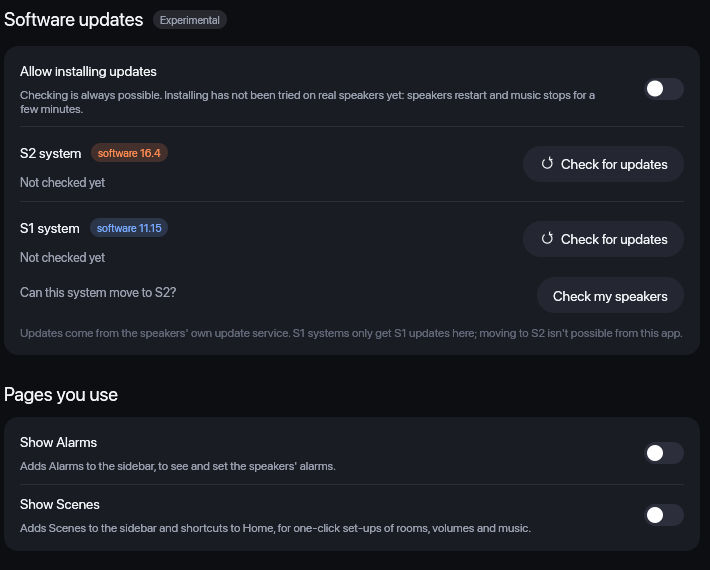 Software updates Experimental
Allow installing updates
Checking is always possible. Installing has not been tried on real speakers yet: speakers restart and music stops for a
few minutes.
S2 system software 16.4
Check for updates
Not checked yet
S1 system software 11.15
Check for updates
Not checked yet
Can this system move to S2?
Check my speakers
Updates come from the speakers' own update service. S1 systems only get S1 updates here; moving to S2 isn't possible from this app.
Pages you use
Show Alarms
Adds Alarms to the sidebar, to see and set the speakers' alarms.
Show Scenes
Adds Scenes to the sidebar and shortcuts to Home, for one-click set-ups of rooms, volumes and music.